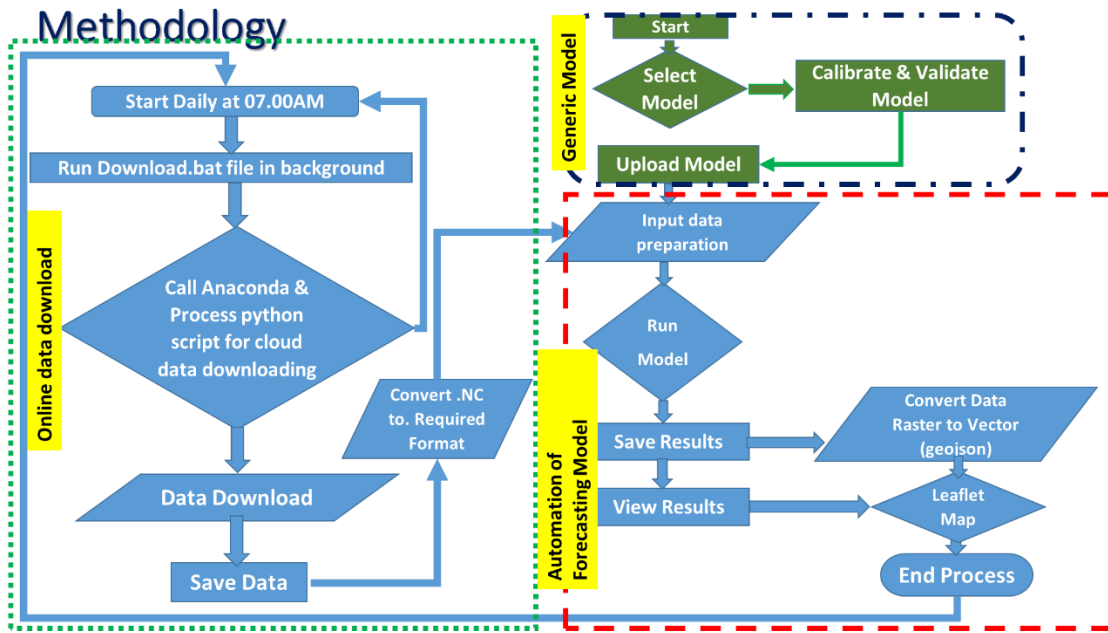 Methodology
Online data download
Start Daily at 07.00AM
Run Download.bat file in background
Call Anaconda &
Process python
script for cloud
data downloading
Data Download
Save Data
Convert .NC
to. Required
Format
Generic Model
Start
Select
Model
Calibrate & Validate
Model
Upload Model
Automation of
Forecasting Model
Input data
preparation
Run
Model
Save Results
View Results
Convert Data
Raster to Vector
(geojson)
Leaflet
Map
End Process